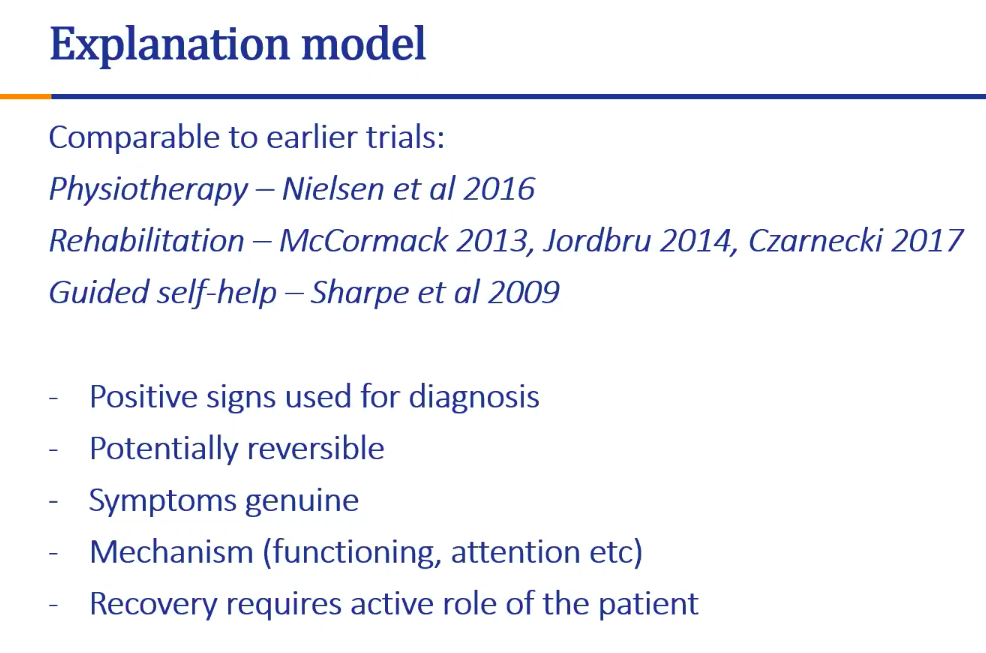 Explanation model
Comparable to earlier trials:
Physiotherapy – Nielsen et al 2016
Rehabilitation – McCormack 2013, Jordbru 2014, Czarnecki 2017
Guided self-help – Sharpe et al 2009
- Positive signs used for diagnosis
- Potentially reversible
- Symptoms genuine
- Mechanism (functioning, attention etc)
- Recovery requires active role of the patient